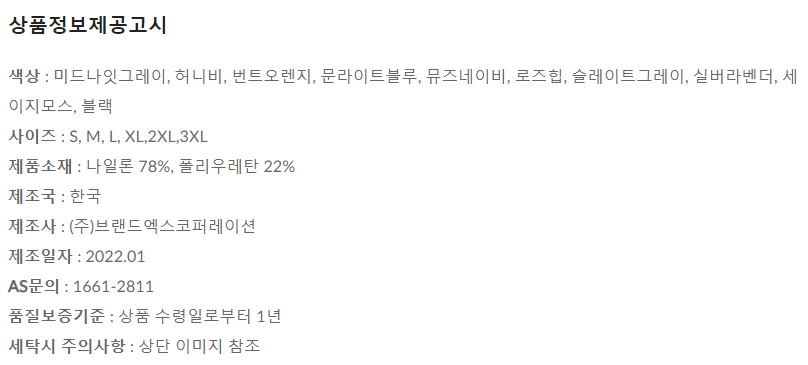 상품정보제공고시
색상 : 미드나잇그레이, 허니비, 번트오렌지, 문라이트블루, 뮤즈네이비, 로즈힙, 슬레이트그레이, 실버라벤더, 세
이지모스, 블랙
사이즈 : S, M, L, XL,2XL,3XL
제품소재 : 나일론 78%, 폴리우레탄 22%
제조국 : 한국
제조사 : (주)브랜드엑스코퍼레이션
제조일자 : 2022.01
AS문의 : 1661-2811
품질보증기준 : 상품 수령일로부터 1년
세탁시 주의사항 : 상단 이미지 참조